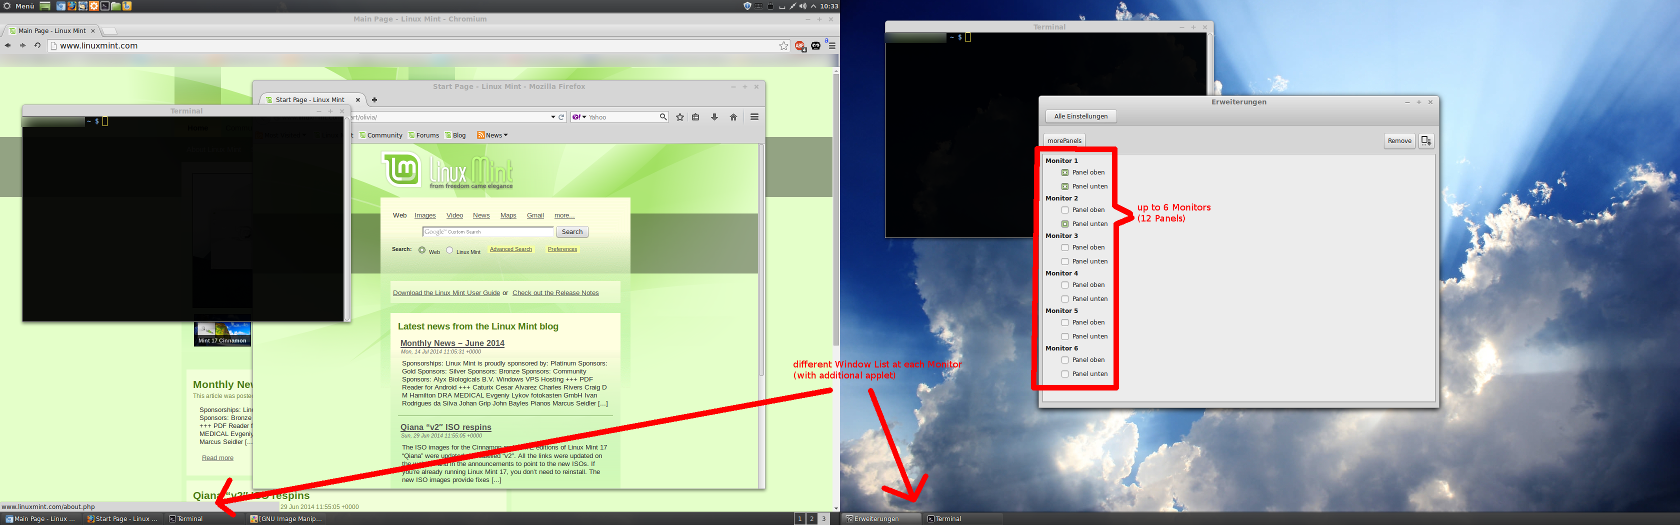 Menü
10:33
Main Page - Linux Mint - Chromium
Main Page - Linux Mint
www.linuxmint.com
Start Page - Linux Mint - Mozilla Firefox
Start Page - Linux Mint
Yahoo
Community
Forums
Blog
News
Terminal
~ $
from freedom came elegance
Web Images Video News Maps Gmail more...
Google™ Custom Search
Search
Search: Web Linux Mint Advanced Search Preferences
Download the Linux Mint User Guide or Check out the Release Notes
Latest news from the Linux Mint blog
Monthly News – June 2014
Mon, 14 Jul 2014 11:05:31 +0000
Sponsorships: Linux Mint is proudly sponsored by: Platinum Sponsors:
Gold Sponsors: Silver Sponsors: Bronze Sponsors: Community
Sponsors: Alyx Biologicals B.V. Windows VPS Hosting +++ PDF
Reader for Android +++ Caturix Cesar Alvarez Charles Rivers Craig D
M Hamilton DRA MEDICAL Evgeniy Lykov fotokasten GmbH Ivan
Rodrigues da Silva Johan Grip John Bayles Pianos Marcus Seidler [...]
Qiana “v2” ISO respins
Sun, 29 Jun 2014 11:55:05 +0000
The ISO images for the Cinnamon editions of Linux Mint 17
“Qiana” were updated “v2”. All the links were updated on
the and in the announcements to point to the new ISOs. If
you're already running Linux Mint 17, you don't need to reinstall. The
new ISO images provide fixes [...]
Mint 17 Cinnamon
Monthly Nev
This article was poste
Sponsorships: Lin
Sponsors: Bronze
+++ PDF Reader f
MEDICAL Evgeniy
Marcus Seidler [...
Read more
Qiana “v2” ISO respins
29 Jun 2014 11:55:05 +0000
www.linuxmint.com/about.php
Main Page - Linux ...
Start Page - Linux ...
Terminal
[GNU Image Manip...
1 2 3
different Window List at each Monitor
(with additional applet)
Terminal
~ $
Erweiterungen
Alle Einstellungen
morePanels
Remove
Monitor 1
Panel oben
Panel unten
Monitor 2
Panel oben
Panel unten
Monitor 3
Panel oben
Panel unten
Monitor 4
Panel oben
Panel unten
Monitor 5
Panel oben
Panel unten
Monitor 6
Panel oben
Panel unten
up to 6 Monitors
(12 Panels)
Erweiterungen
Terminal